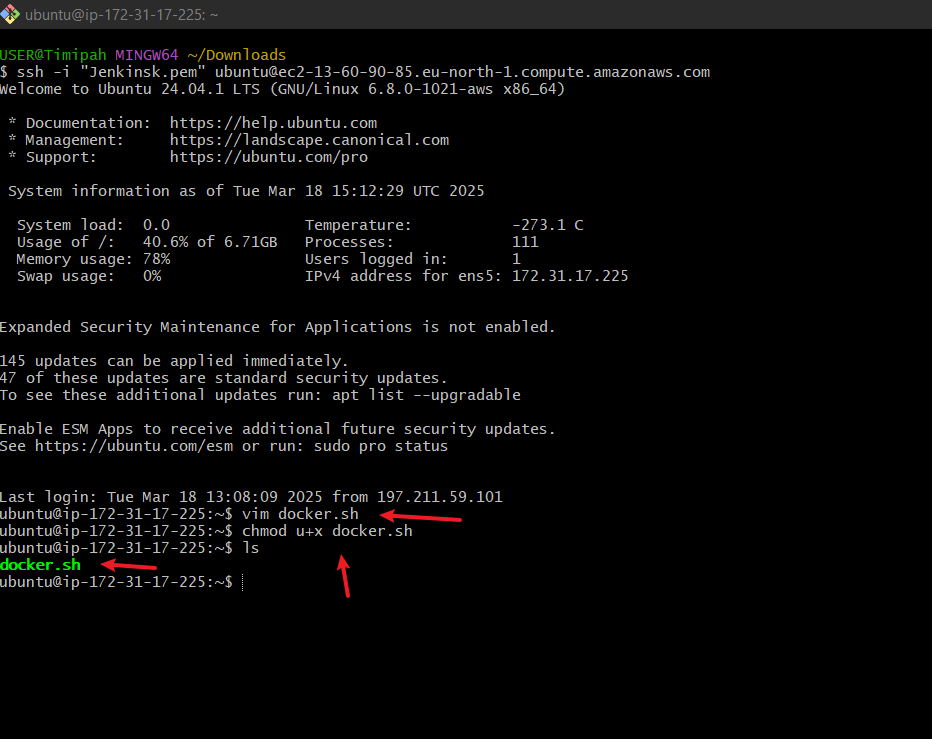 ubuntu@ip-172-31-17-225: ~
USER@Timipah MINGW64 ~/Downloads
$ ssh -i "Jenkinsk.pem" ubuntu@ec2-13-60-90-85.eu-north-1.compute.amazonaws.com
Welcome to Ubuntu 24.04.1 LTS (GNU/Linux 6.8.0-1021-aws x86_64)
* Documentation:  https://help.ubuntu.com
* Management:     https://landscape.canonical.com
* Support:        https://ubuntu.com/pro
System information as of Tue Mar 18 15:12:29 UTC 2025
System load:  0.0                Temperature:           -273.1 C
Usage of /:   40.6% of 6.71GB   Processes:             111
Memory usage: 78%               Users logged in:       1
Swap usage:   0%                IPv4 address for ens5: 172.31.17.225
Expanded Security Maintenance for Applications is not enabled.
145 updates can be applied immediately.
47 of these updates are standard security updates.
To see these additional updates run: apt list --upgradable
Enable ESM Apps to receive additional future security updates.
See https://ubuntu.com/esm or run: sudo pro status
Last login: Tue Mar 18 13:08:09 2025 from 197.211.59.101
ubuntu@ip-172-31-17-225:~$ vim docker.sh
ubuntu@ip-172-31-17-225:~$ chmod u+x docker.sh
ubuntu@ip-172-31-17-225:~$ ls
docker.sh
ubuntu@ip-172-31-17-225:~$